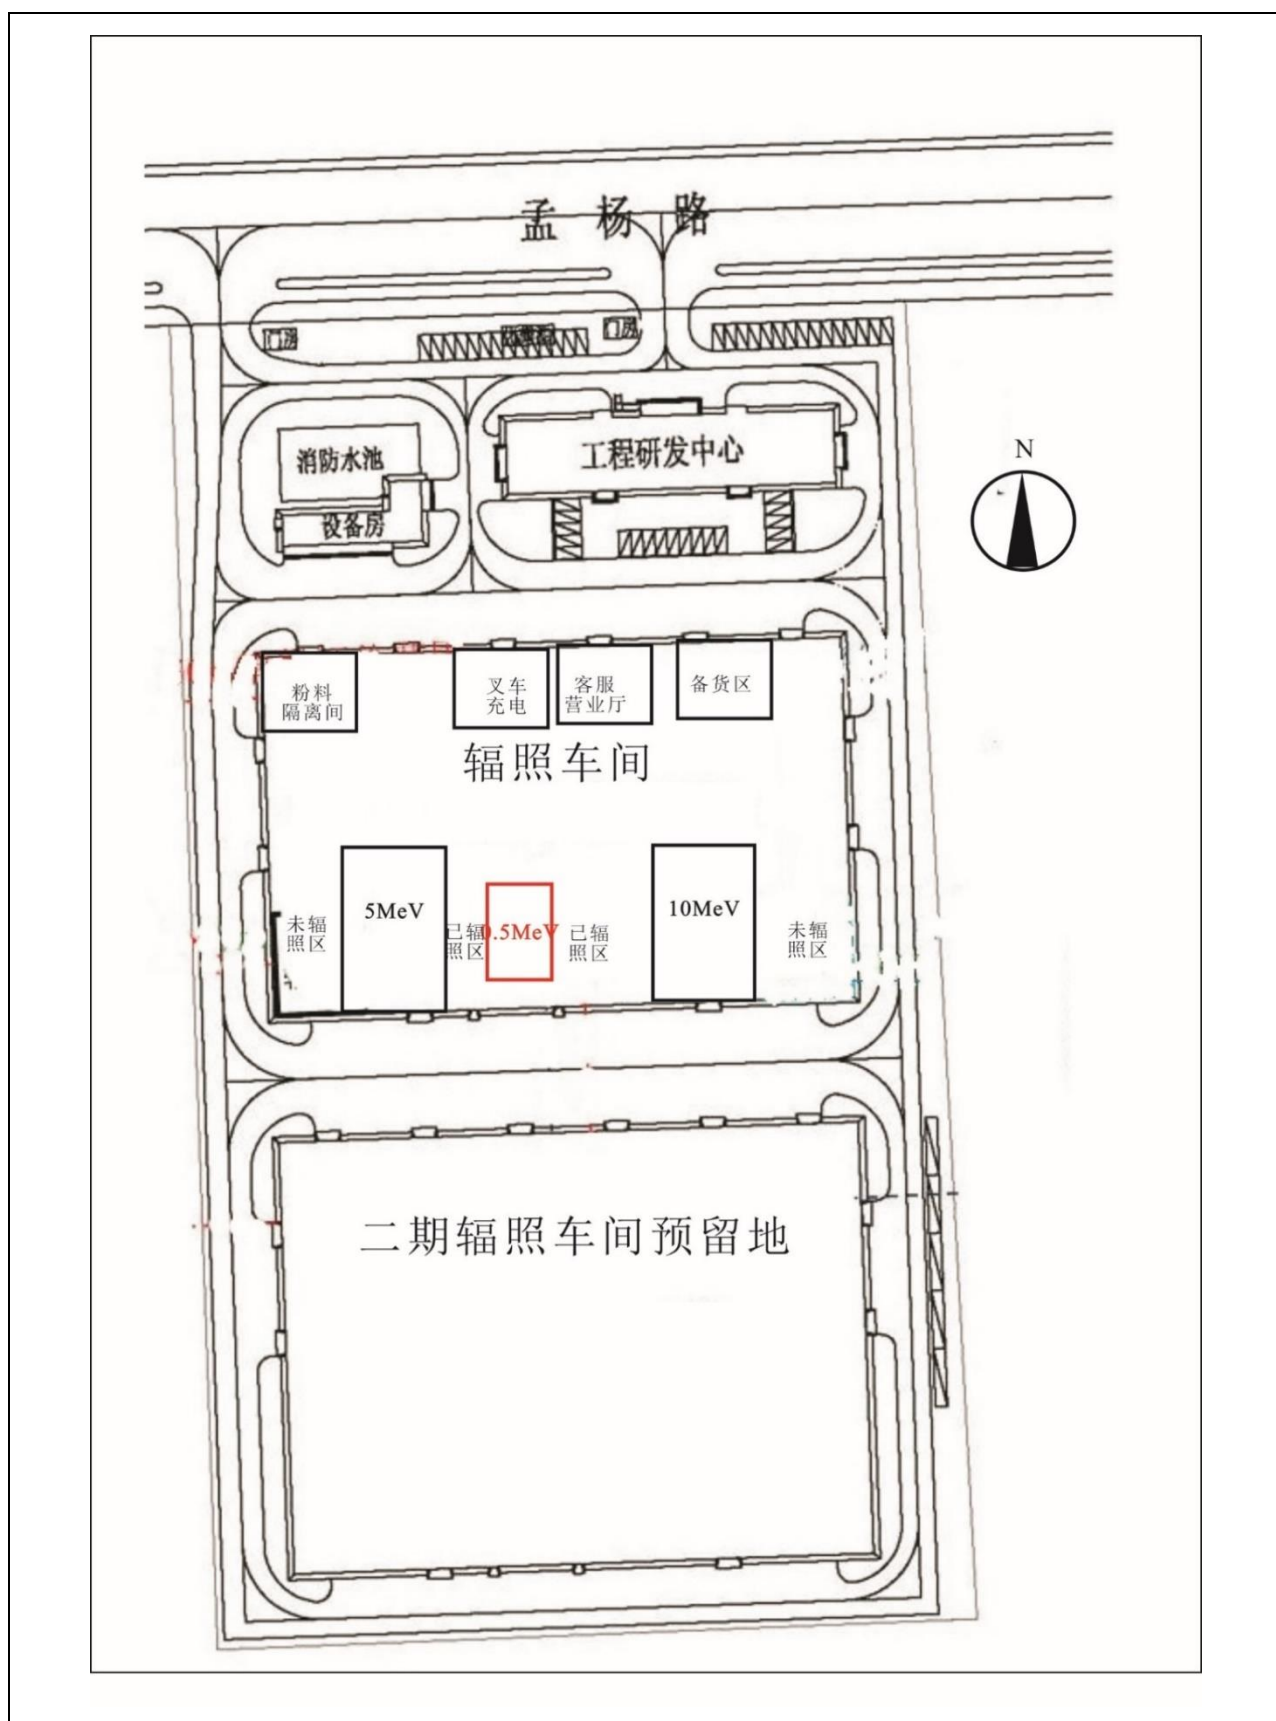 孟杨路
门房
门房
消防水池
设备房
工程研发中心
N
粉料
隔离间
叉车
充电
客服
营业厅
备货区
辐照车间
未辐
照区
5MeV
已辐
照区
0.5MeV
已辐
照区
10MeV
未辐
照区
二期辐照车间预留地